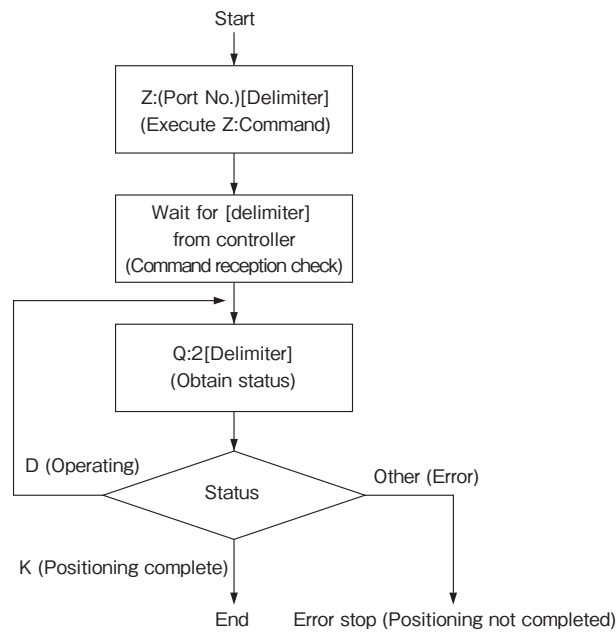 Start
Z:(Port No.)[Delimiter]
(Execute Z:Command)
Wait for [delimiter]
from controller
(Command reception check)
Q:2[Delimiter]
(Obtain status)
D (Operating)
Status
Other (Error)
K (Positioning complete)
End
Error stop (Positioning not completed)